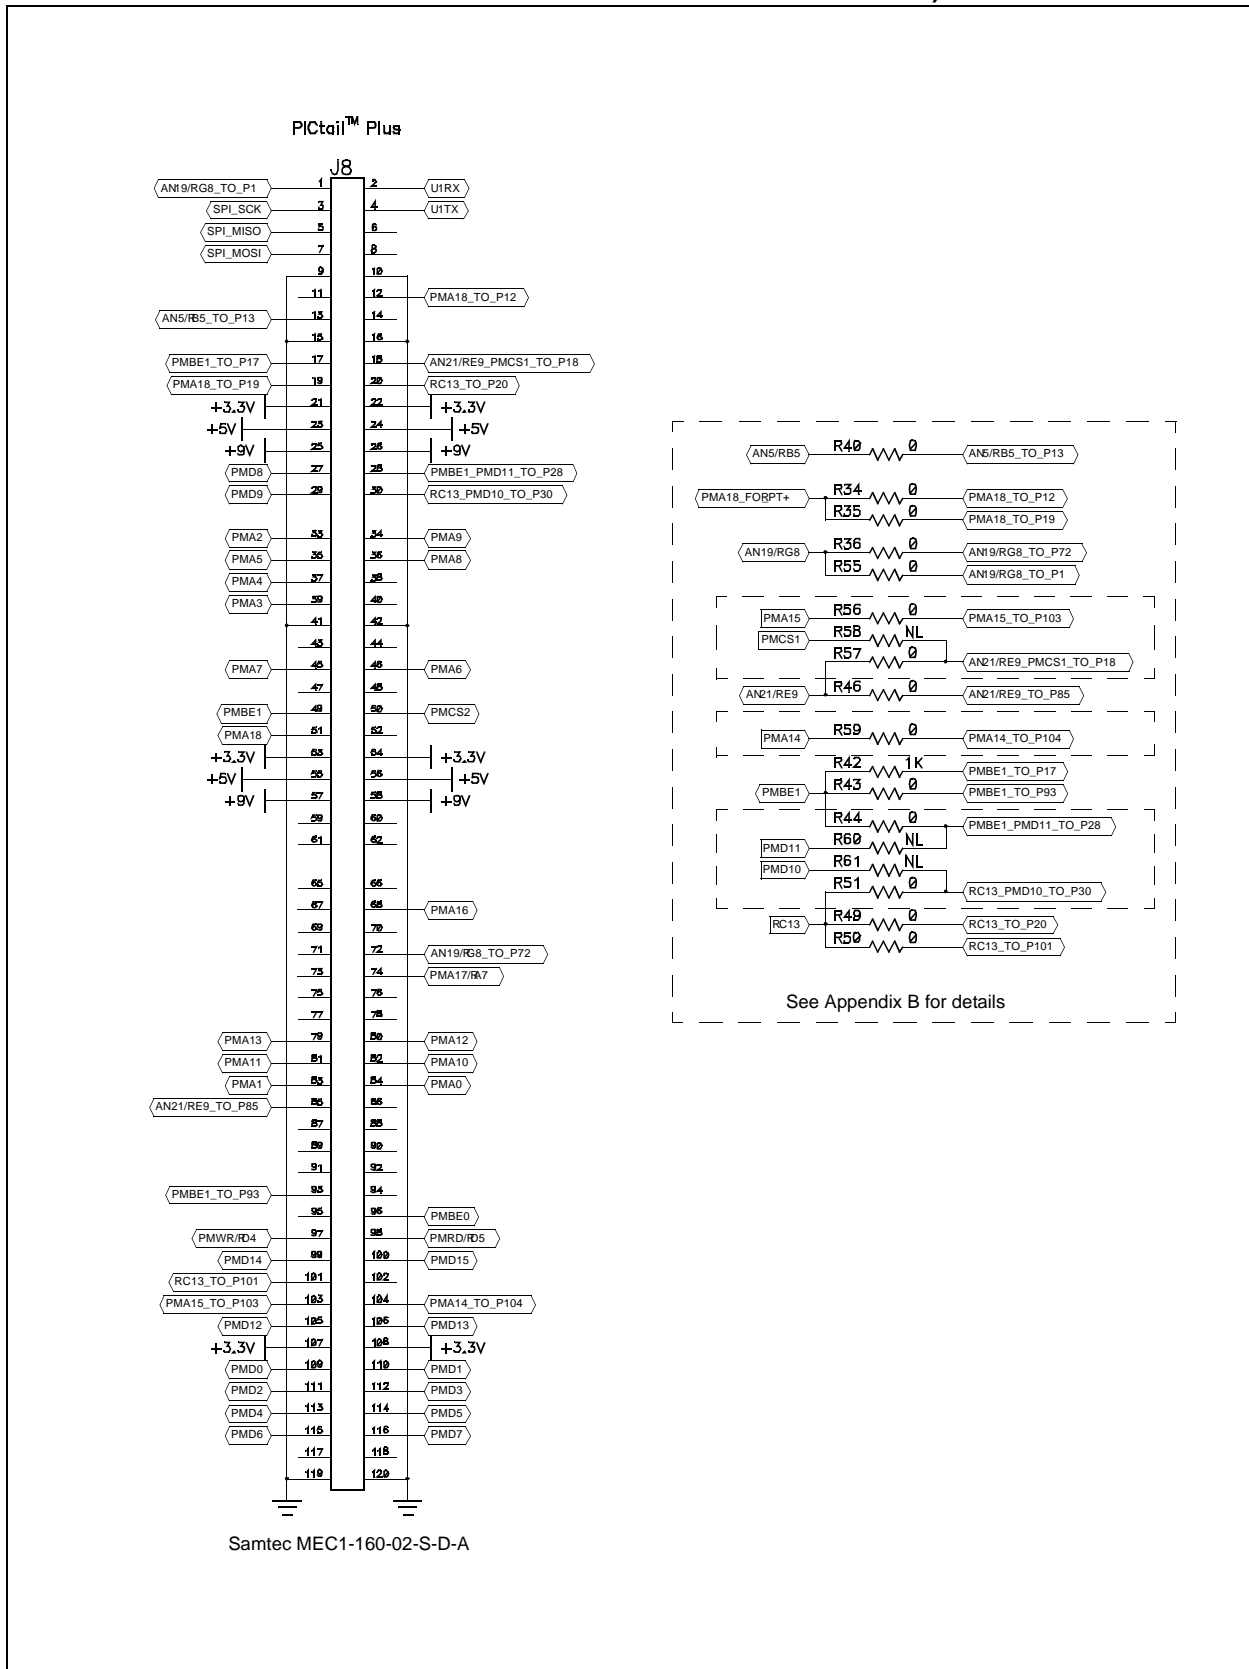 PICtail™ Plus
J8
AN19/RG8_TO_P1 1 2 U1RX
SPI_SCK 3 4 U1TX
SPI_MISO 5 6
SPI_MOSI 7 8
9 10
11 12 PMA18_TO_P12
AN5/RB5_TO_P13 13 14
15 16
PMBE1_TO_P17 17 18 AN21/RE9_PMCS1_TO_P18
PMA18_TO_P19 19 20 RC13_TO_P20
+3.3V 21 22 +3.3V
+5V 23 24 +5V
+9V 25 26 +9V
PMD8 27 28 PMBE1_PMD11_TO_P28
PMD9 29 30 RC13_PMD10_TO_P30
PMA2 33 34 PMA9
PMA5 35 36 PMA8
PMA4 37 38
PMA3 39 40
41 42
43 44
PMA7 45 46 PMA6
47 48
PMBE1 49 50 PMCS2
PMA18 51 52
+3.3V 53 54 +3.3V
+5V 55 56 +5V
+9V 57 58 +9V
59 60
61 62
65 66
67 68 PMA16
69 70
71 72 AN19/RG8_TO_P72
73 74 PMA17/RA7
75 76
77 78
PMA13 79 80 PMA12
PMA11 81 82 PMA10
PMA1 83 84 PMA0
AN21/RE9_TO_P85 85 86
87 88
89 90
91 92
PMBE1_TO_P93 93 94
95 96 PMBE0
PMWR/RD4 97 98 PMRD/RD5
PMD14 99 100 PMD15
RC13_TO_P101 101 102
PMA15_TO_P103 103 104 PMA14_TO_P104
PMD12 105 106 PMD13
+3.3V 107 108 +3.3V
PMD0 109 110 PMD1
PMD2 111 112 PMD3
PMD4 113 114 PMD5
PMD6 115 116 PMD7
117 118
119 120
Samtec MEC1-160-02-S-D-A
AN5/RB5 R40 0 AN5/RB5_TO_P13
PMA18_FORPT+ R34 0 PMA18_TO_P12
R35 0 PMA18_TO_P19
AN19/RG8 R36 0 AN19/RG8_TO_P72
R55 0 AN19/RG8_TO_P1
PMA15 R56 0 PMA15_TO_P103
PMCS1 R58 NL
R57 0 AN21/RE9_PMCS1_TO_P18
AN21/RE9 R46 0 AN21/RE9_TO_P85
PMA14 R59 0 PMA14_TO_P104
R42 1K PMBE1_TO_P17
PMBE1 R43 0 PMBE1_TO_P93
R44 0 PMBE1_PMD11_TO_P28
PMD11 R60 NL
PMD10 R61 NL
R51 0 RC13_PMD10_TO_P30
RC13 R49 0 RC13_TO_P20
R50 0 RC13_TO_P101
See Appendix B for details